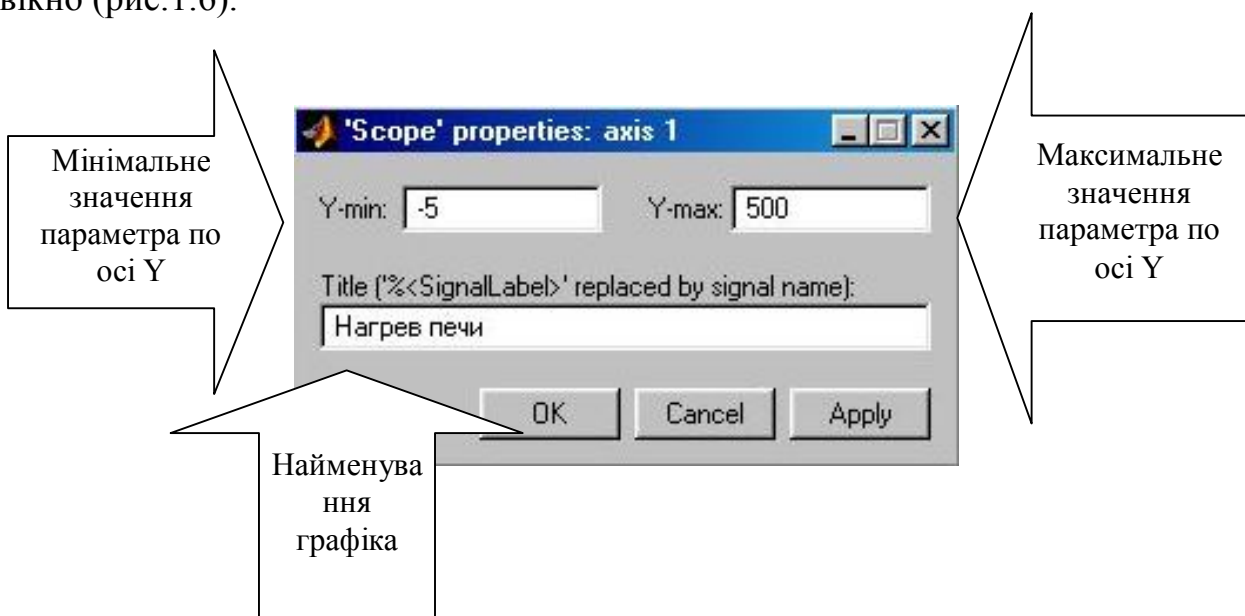 вікно (рис.1.6).
'Scope' properties: axis 1
Мінімальне
значення
параметра по
осі Y
Y-min: -5
Y-max: 500
Максимальне
значення
параметра по
осі Y
Title ('%<SignalLabel>' replaced by signal name):
Нагрев печи
OK
Cancel
Apply
Найменува
ння
графіка